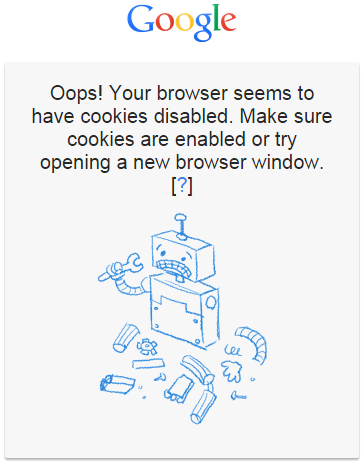 Google
Oops! Your browser seems to
have cookies disabled. Make sure
cookies are enabled or try
opening a new browser window.
[?]